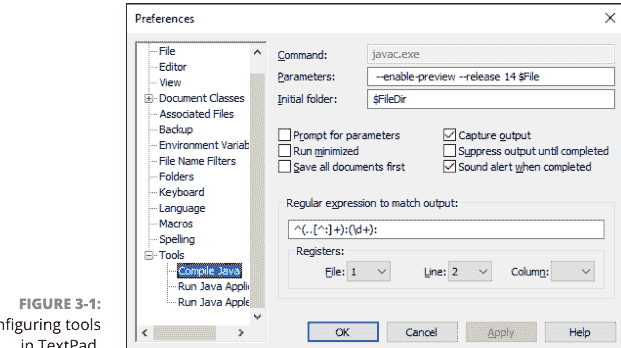 Preferences
File
Editor
View
Document Classes
Associated Files
Backup
Environment Variab
File Name Filters
Folders
Keyboard
Language
Macros
Spelling
Tools
Compile Java
Run Java Appli
Run Java Apple
Command: javac.exe
Parameters: --enable-preview --release 14 $File
Initial folder: $FileDir
Prompt for parameters
Capture output
Run minimized
Suppress output until completed
Save all documents first
Sound alert when completed
Regular expression to match output:
^(..[^:]+):(\d+):
Registers:
File: 1 Line: 2 Column:
OK Cancel Apply Help
FIGURE 3-1:
nfiguring tools
in TextPad.